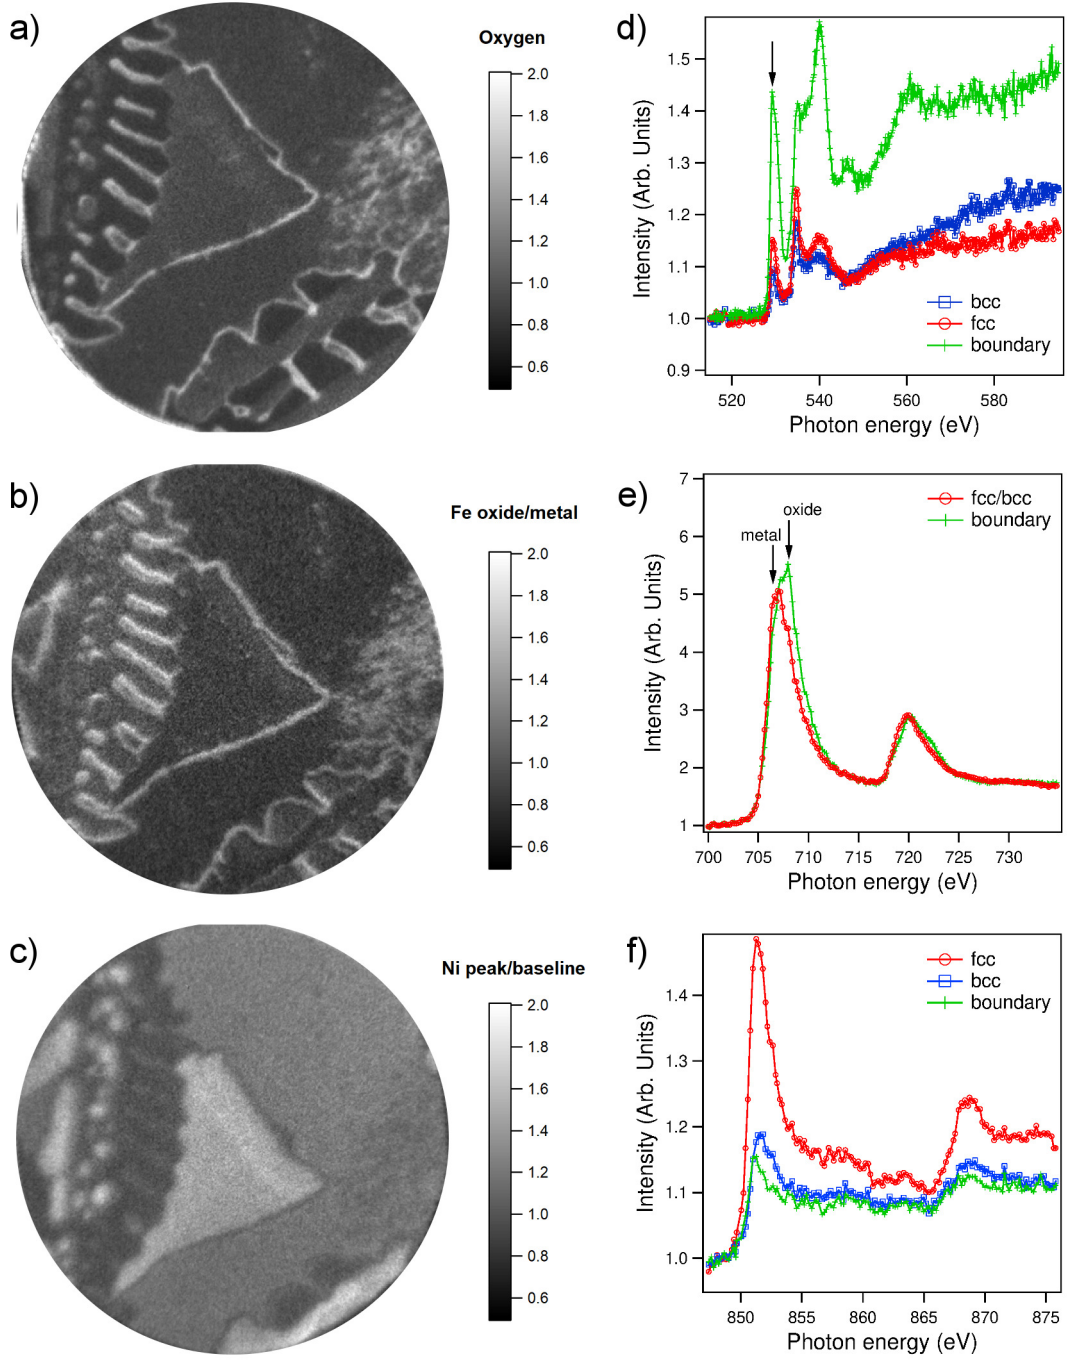 a)
Oxygen
2.0
1.8
1.6
1.4
1.2
1.0
0.8
0.6
d)
1.5
1.4
1.3
1.2
1.1
1.0
0.9
Intensity (Arb. Units)
bcc
fcc
boundary
520 540 560 580
Photon energy (eV)
b)
Fe oxide/metal
2.0
1.8
1.6
1.4
1.2
1.0
0.8
0.6
e)
7
6
5
4
3
2
1
Intensity (Arb. Units)
metal
oxide
fcc/bcc
boundary
700 705 710 715 720 725 730
Photon energy (eV)
c)
Ni peak/baseline
2.0
1.8
1.6
1.4
1.2
1.0
0.8
0.6
f)
1.4
1.3
1.2
1.1
1.0
Intensity (Arb. Units)
fcc
bcc
boundary
850 855 860 865 870 875
Photon energy (eV)